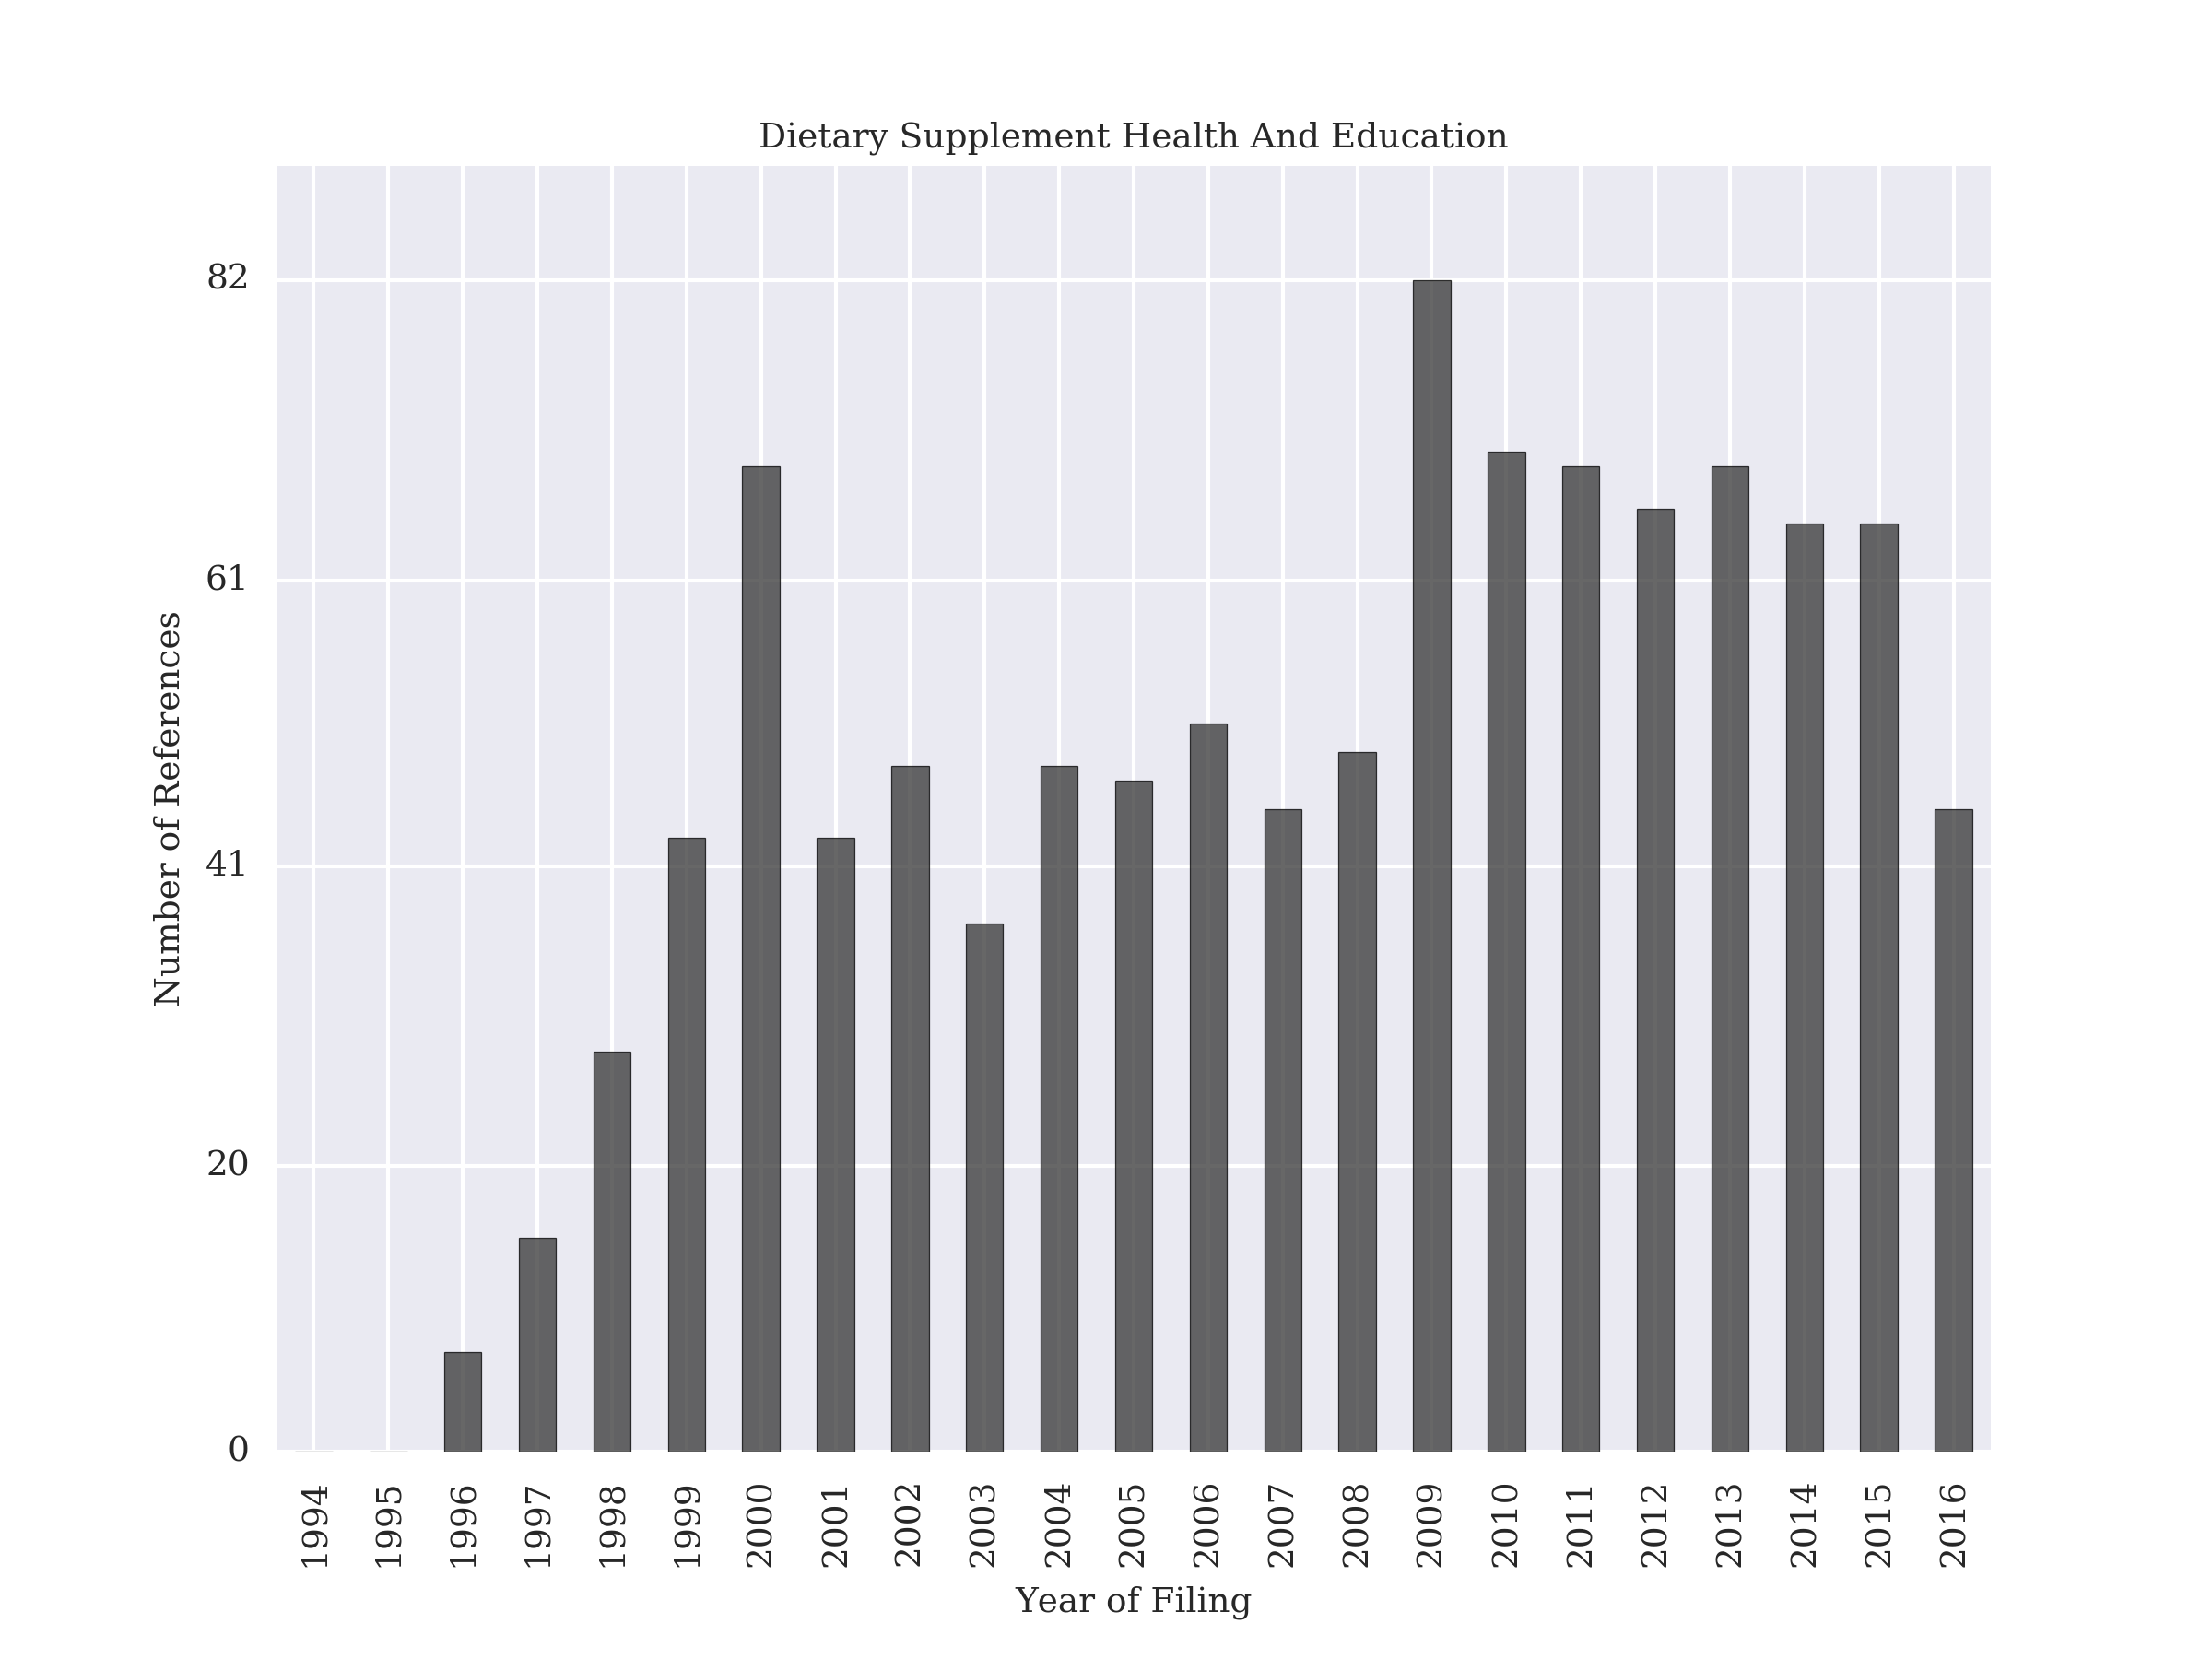 Dietary Supplement Health And Education
Number of References
82
61
41
20
0
1994 1995 1996 1997 1998 1999 2000 2001 2002 2003 2004 2005 2006 2007 2008 2009 2010 2011 2012 2013 2014 2015 2016
Year of Filing